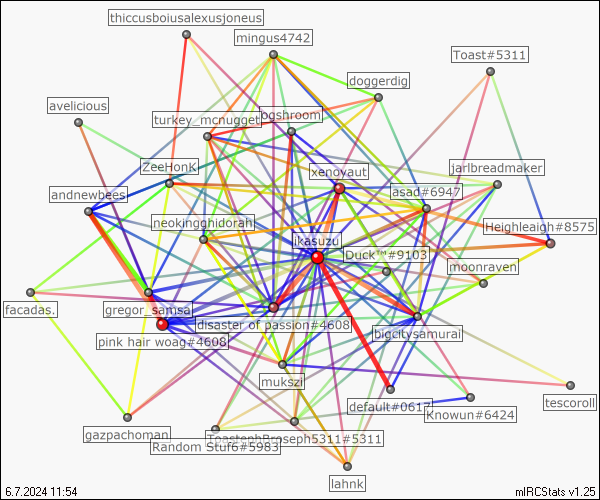 thiccusboiusalexusjoneus
mingus4742
Toast#5311
doggerdig
avelicious
turkey_mcnugget
ogshroom
ZeeHonK
xenovaut
jarlbreadmaker
asad#6947
andnewbees
neokingghidorah
Heighleaigh#8575
ikasuzu
Duck™#9103
moonraven
facadas.
gregor_samsa
disaster of passion#4608
bigcitysamurai
pink hair woag#4608
mukszi
default#0617
tescoroll
Knowun#6424
gazpachoman
Random Stuf6#5983
ToastenhBroseph5311#5311
lahnk
6.7.2024 11:54
mIRCStats v1.25